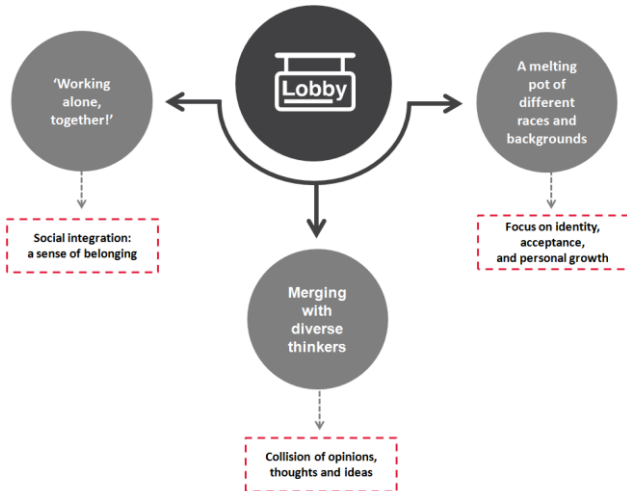 Lobby
‘Working
alone,
together!’
A melting
pot of
different
races and
backgrounds
Social integration:
a sense of belonging
Focus on identity,
acceptance,
and personal growth
Merging
with
diverse
thinkers
Collision of opinions,
thoughts and ideas